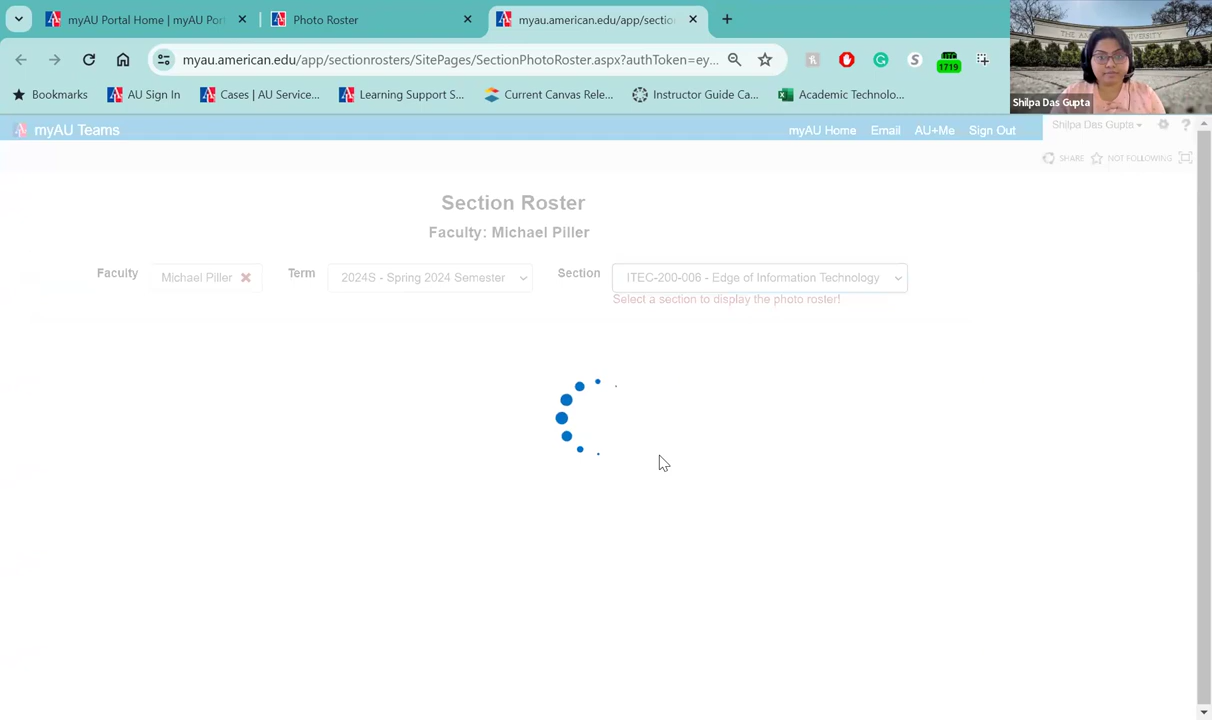 myAU Portal Home | myAU Por
Photo Roster
myau.american.edu/app/sectio
myau.american.edu/app/sectionrosters/SitePages/SectionPhotoRoster.aspx?authToken=ey...
1719
Bookmarks
AU Sign In
Cases | AU Service...
Learning Support S...
Current Canvas Rele...
Instructor Guide Ca...
Academic Technolo...
THE AMERICAN UNIVERSITY
Shilpa Das Gupta
myAU Teams
myAU Home
Email
AU+Me
Sign Out
Shilpa Das Gupta
SHARE
NOT FOLLOWING
Section Roster
Faculty: Michael Piller
Faculty
Michael Piller
Term
2024S - Spring 2024 Semester
Section
ITEC-200-006 - Edge of Information Technology
Select a section to display the photo roster!